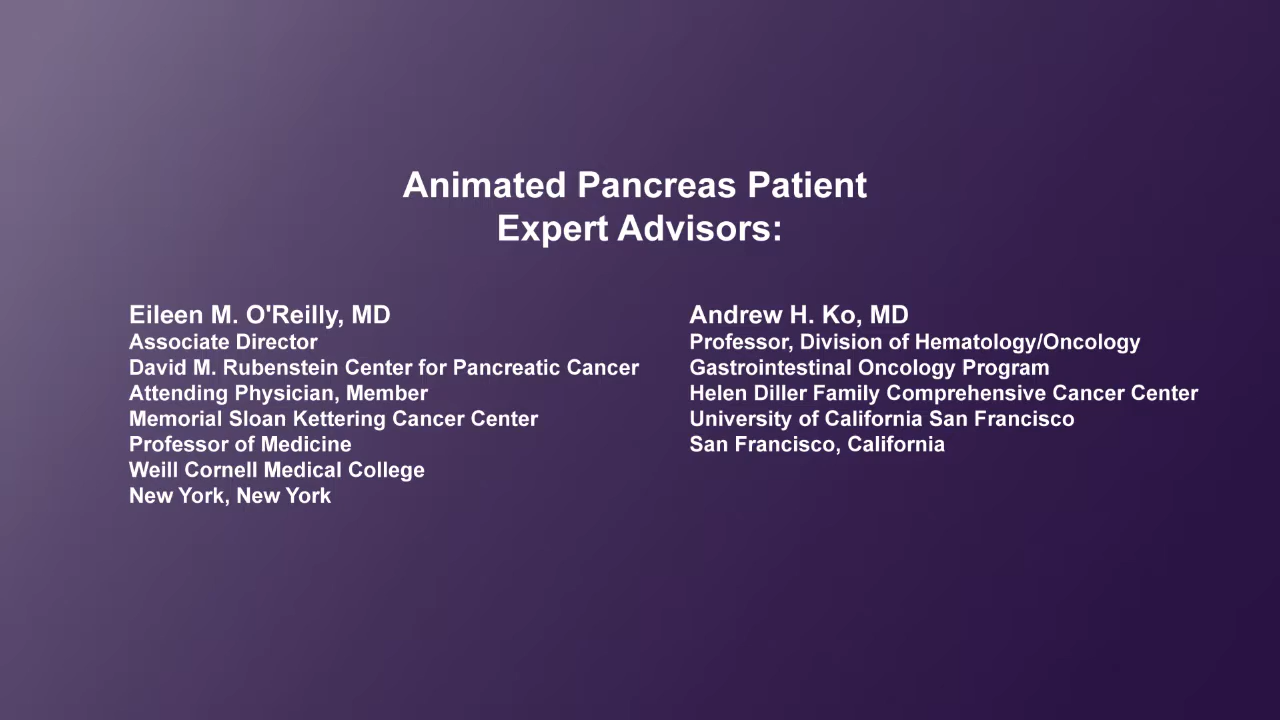 Animated Pancreas Patient
Expert Advisors:
Eileen M. O'Reilly, MD
Associate Director
David M. Rubenstein Center for Pancreatic Cancer
Attending Physician, Member
Memorial Sloan Kettering Cancer Center
Professor of Medicine
Weill Cornell Medical College
New York, New York
Andrew H. Ko, MD
Professor, Division of Hematology/Oncology
Gastrointestinal Oncology Program
Helen Diller Family Comprehensive Cancer Center
University of California San Francisco
San Francisco, California